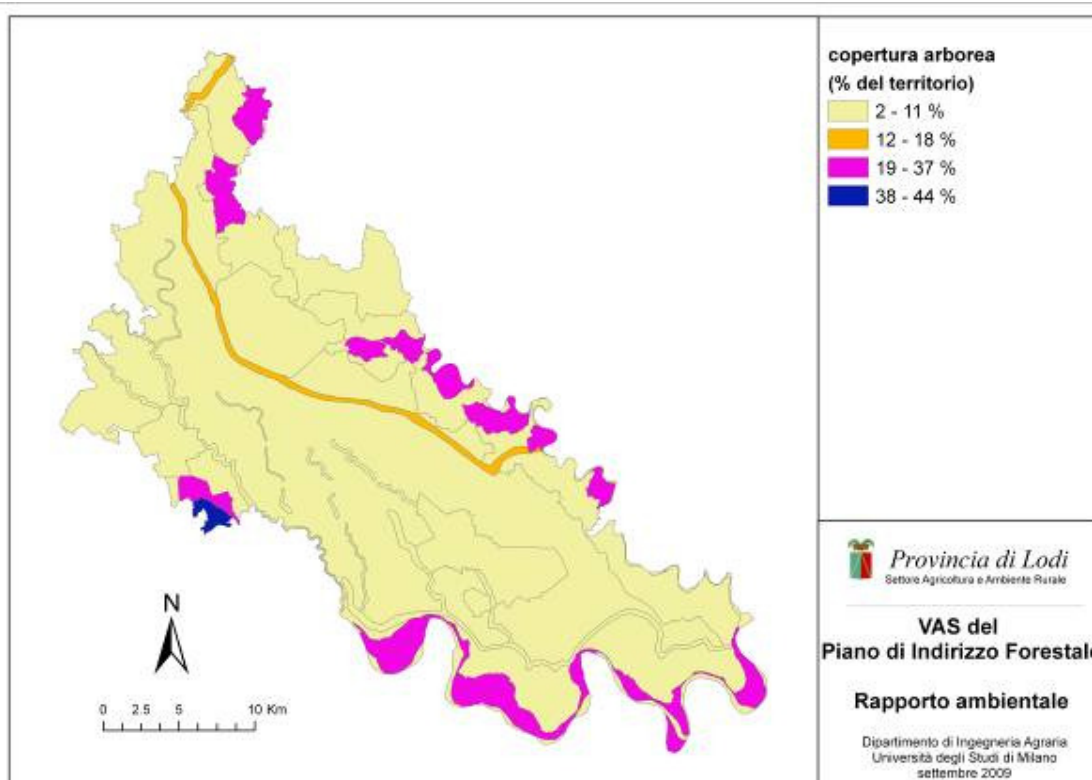 copertura arborea
(% del territorio)
2 - 11 %
12 - 18 %
19 - 37 %
38 - 44 %
N
0 2.5 5 10 Km
Provincia di Lodi
Settore Agricoltura e Ambiente Rurale
VAS del
Piano di Indirizzo Forestale
Rapporto ambientale
Dipartimento di Ingegneria Agraria
Università degli Studi di Milano
settembre 2009